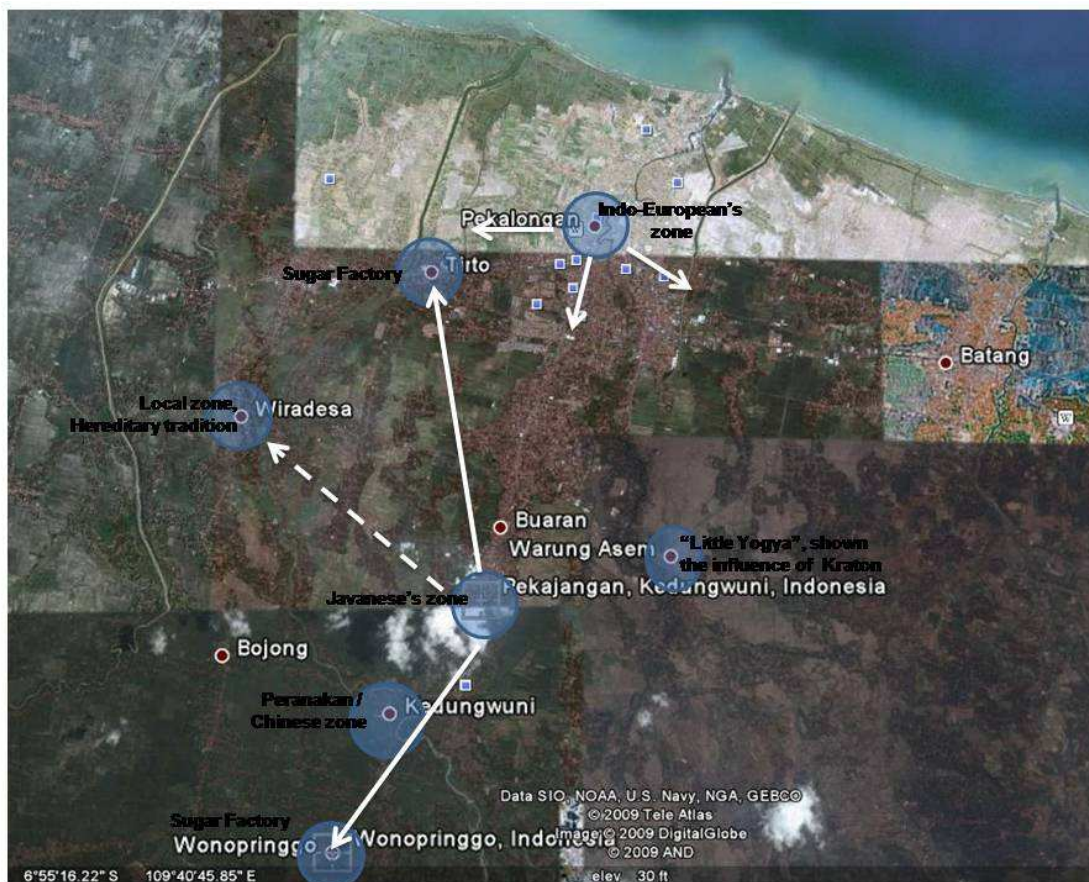 Pekalongan
Indo-European's
zone
Sugar Factory
Tirto
Batang
W
Local zone,
Hereditary tradition
Wiradesa
Buaran
Warung Asem
"Little Yogya", shown
the influence of Kraton
Pekajangan, Kedungwuni, Indonesia
Javanese's zone
Bojong
Peranakan /
Chinese zone
Kedungwuni
Sugar Factory
Wonopringgo
Wonopringgo, Indonesia
Data SIO, NOAA, U.S. Navy, NGA, GEBCO
© 2009 Tele Atlas
Image © 2009 DigitalGlobe
© 2009 AND
6°55'16.22" S 109°40'45.85" E elev 30 ft